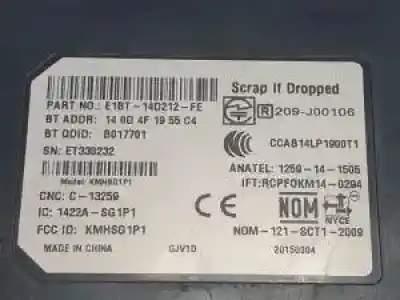 PART NO.: E1BT-14D212-FE
BT ADDR: 14 0D 4F 19 55 C4
BT QDID: B017701
SN: ET330232
Model: KMHSG1P1
CNC: C-13259
IC: 1422A-SG1P1
FCC ID: KMHSG1P1
MADE IN CHINA
GJV10
Scrap If Dropped
R 209-J00106
CCAB14LP1900T1
ANATEL: 1259-14-1505
IFT:RCPFOKM14-0294
CE
NOM
NYCE
NOM-121-SCT1-2009
20150304